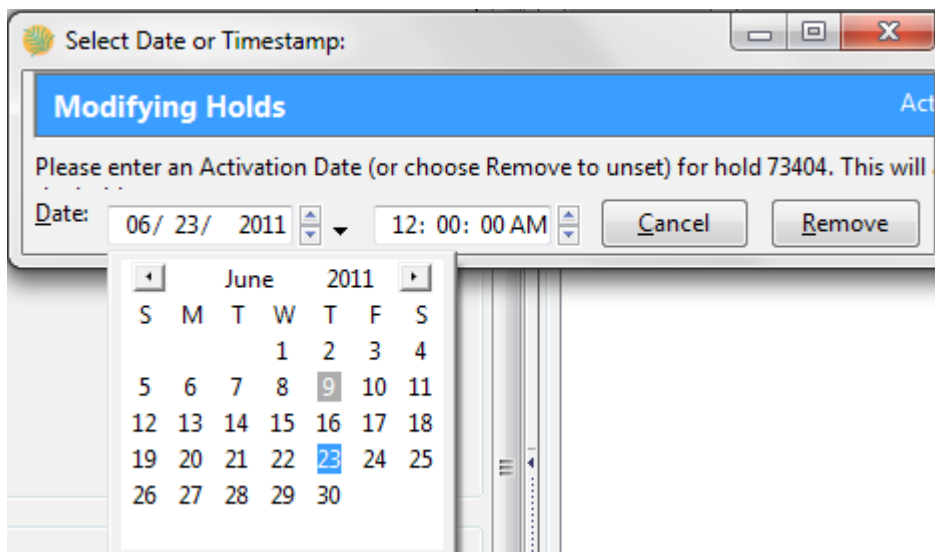 Select Date or Timestamp:
Modifying Holds Act
Please enter an Activation Date (or choose Remove to unset) for hold 73404. This will
Date: 06/ 23/ 2011 12: 00: 00 AM Cancel Remove
June 2011
S M T W T F S
1 2 3 4
5 6 7 8 9 10 11
12 13 14 15 16 17 18
19 20 21 22 23 24 25
26 27 28 29 30